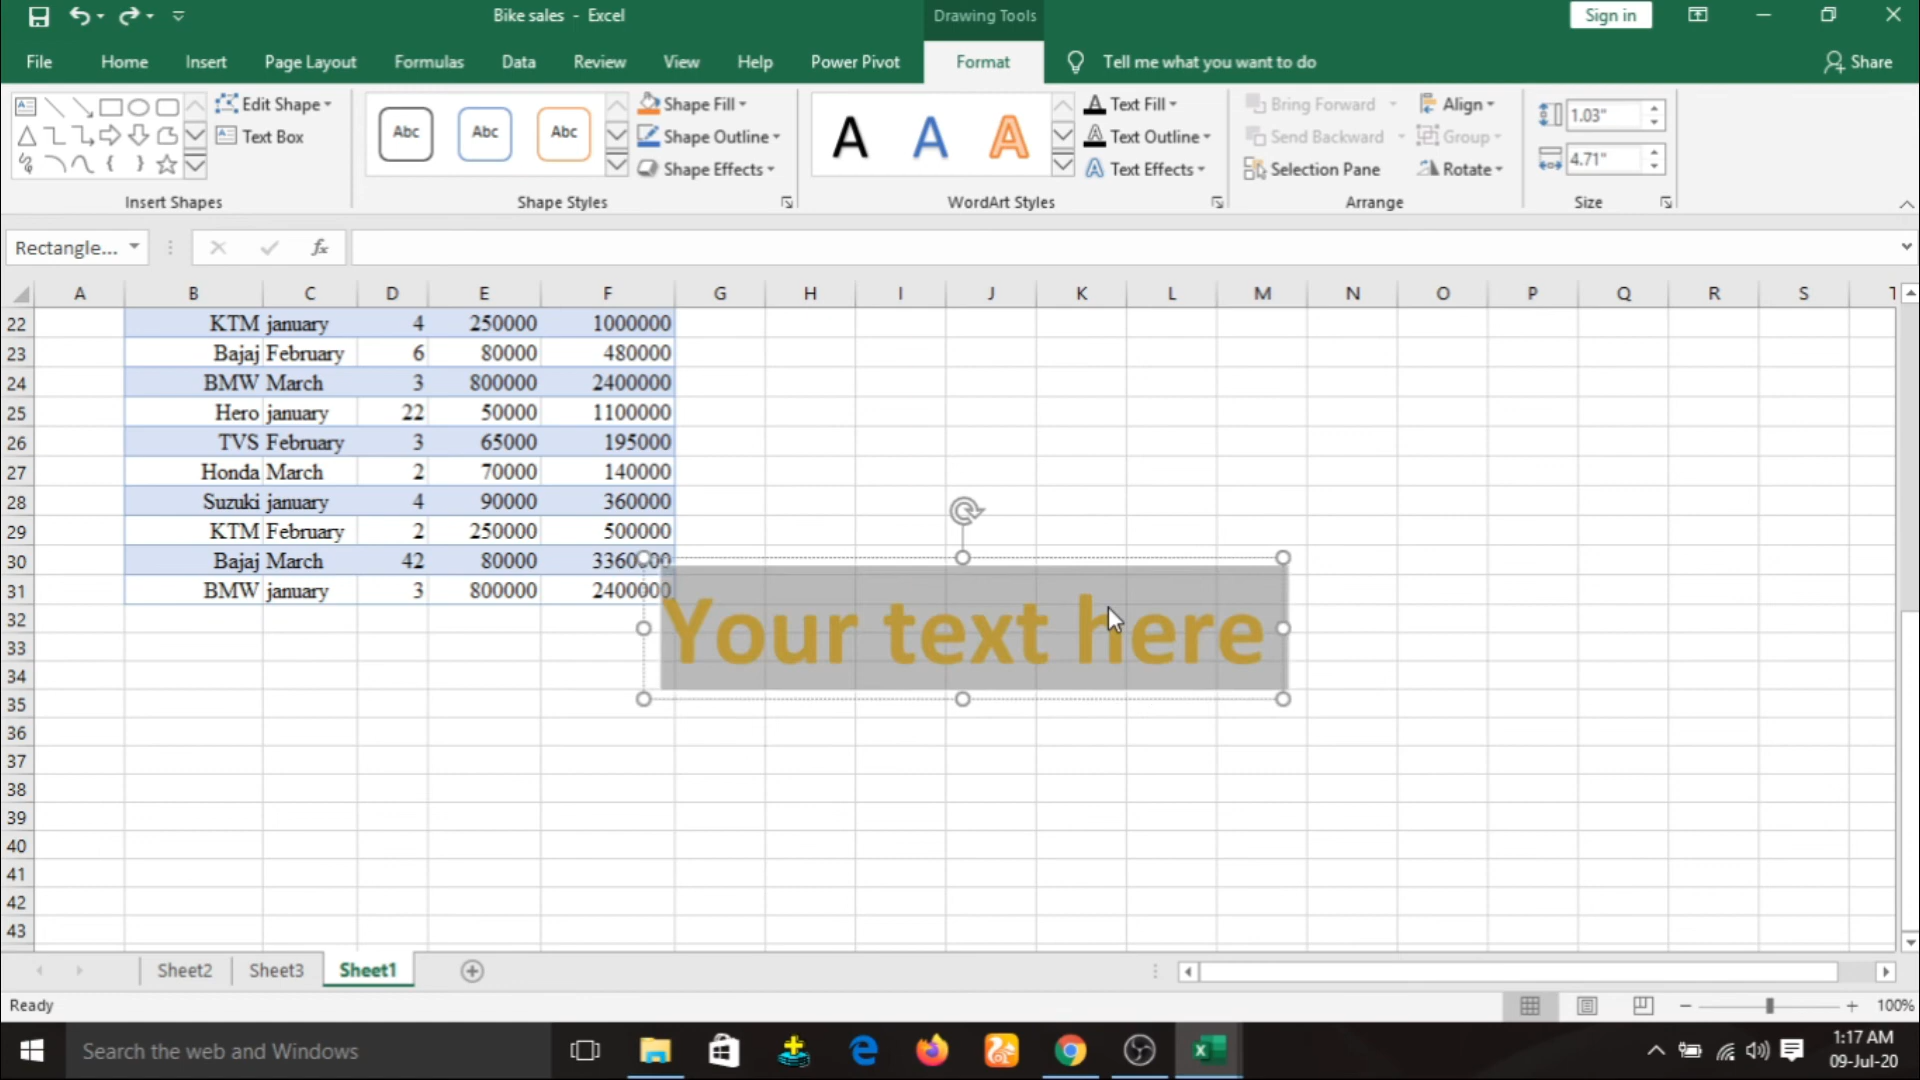 Bike sales - Excel
Drawing Tools
Sign in
File Home Insert Page Layout Formulas Data Review View Help Power Pivot Format Tell me what you want to do Share
Edit Shape
Text Box
Insert Shapes
Abc Abc Abc
Shape Fill
Shape Outline
Shape Effects
Shape Styles
A A A
Text Fill
Text Outline
Text Effects
WordArt Styles
Bring Forward
Send Backward
Selection Pane
Align
Group
Rotate
Arrange
1.03"
4.71"
Size
Rectangle... fx
A B C D E F G H I J K L M N O P Q R S T
22 KTM january 4 250000 1000000
23 Bajaj February 6 80000 480000
24 BMW March 3 800000 2400000
25 Hero january 22 50000 1100000
26 TVS February 3 65000 195000
27 Honda March 2 70000 140000
28 Suzuki january 4 90000 360000
29 KTM February 2 250000 500000
30 Bajaj March 42 80000 3360000
31 BMW january 3 800000 2400000
Your text here
32
33
34
35
36
37
38
39
40
41
42
43
Sheet2 Sheet3 Sheet1
Ready 100%
Search the web and Windows
1:17 AM
09-Jul-20